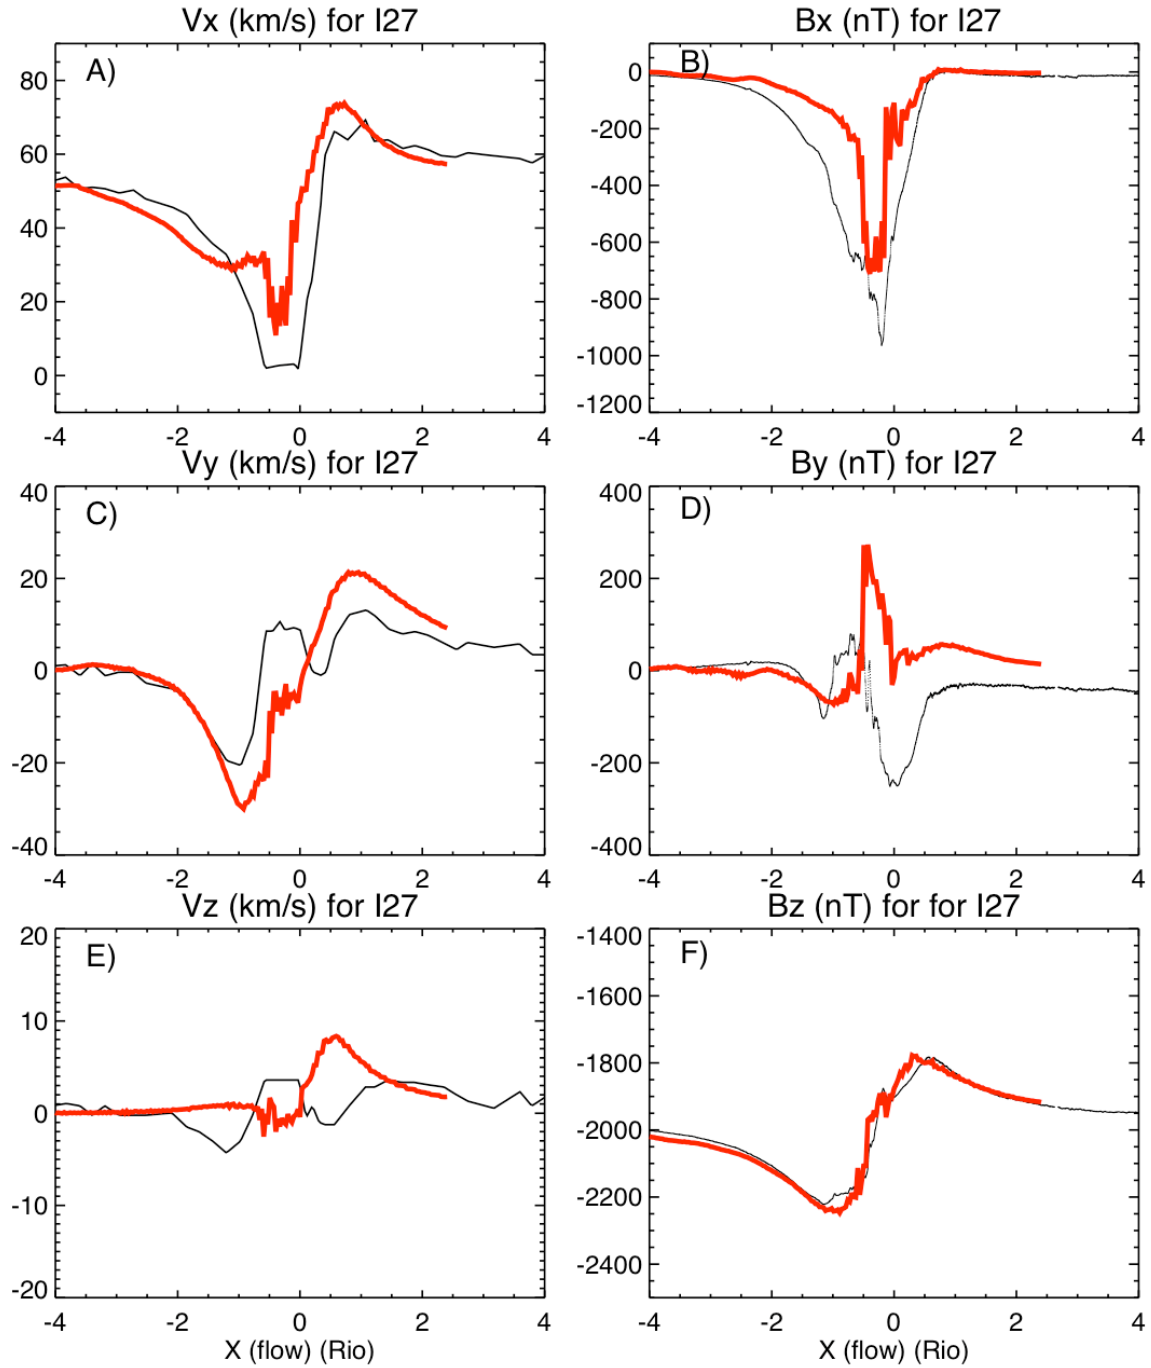 Vx (km/s) for I27
A)
80
60
40
20
0
-4 -2 0 2 4
Bx (nT) for I27
B)
0
-200
-400
-600
-800
-1000
-1200
-4 -2 0 2 4
Vy (km/s) for I27
C)
40
20
0
-20
-40
-4 -2 0 2 4
By (nT) for I27
D)
400
200
0
-200
-400
-4 -2 0 2 4
Vz (km/s) for I27
E)
20
10
0
-10
-20
-4 -2 0 2 4
X (flow) (Rio)
Bz (nT) for for I27
F)
-1400
-1600
-1800
-2000
-2200
-2400
-4 -2 0 2 4
X (flow) (Rio)